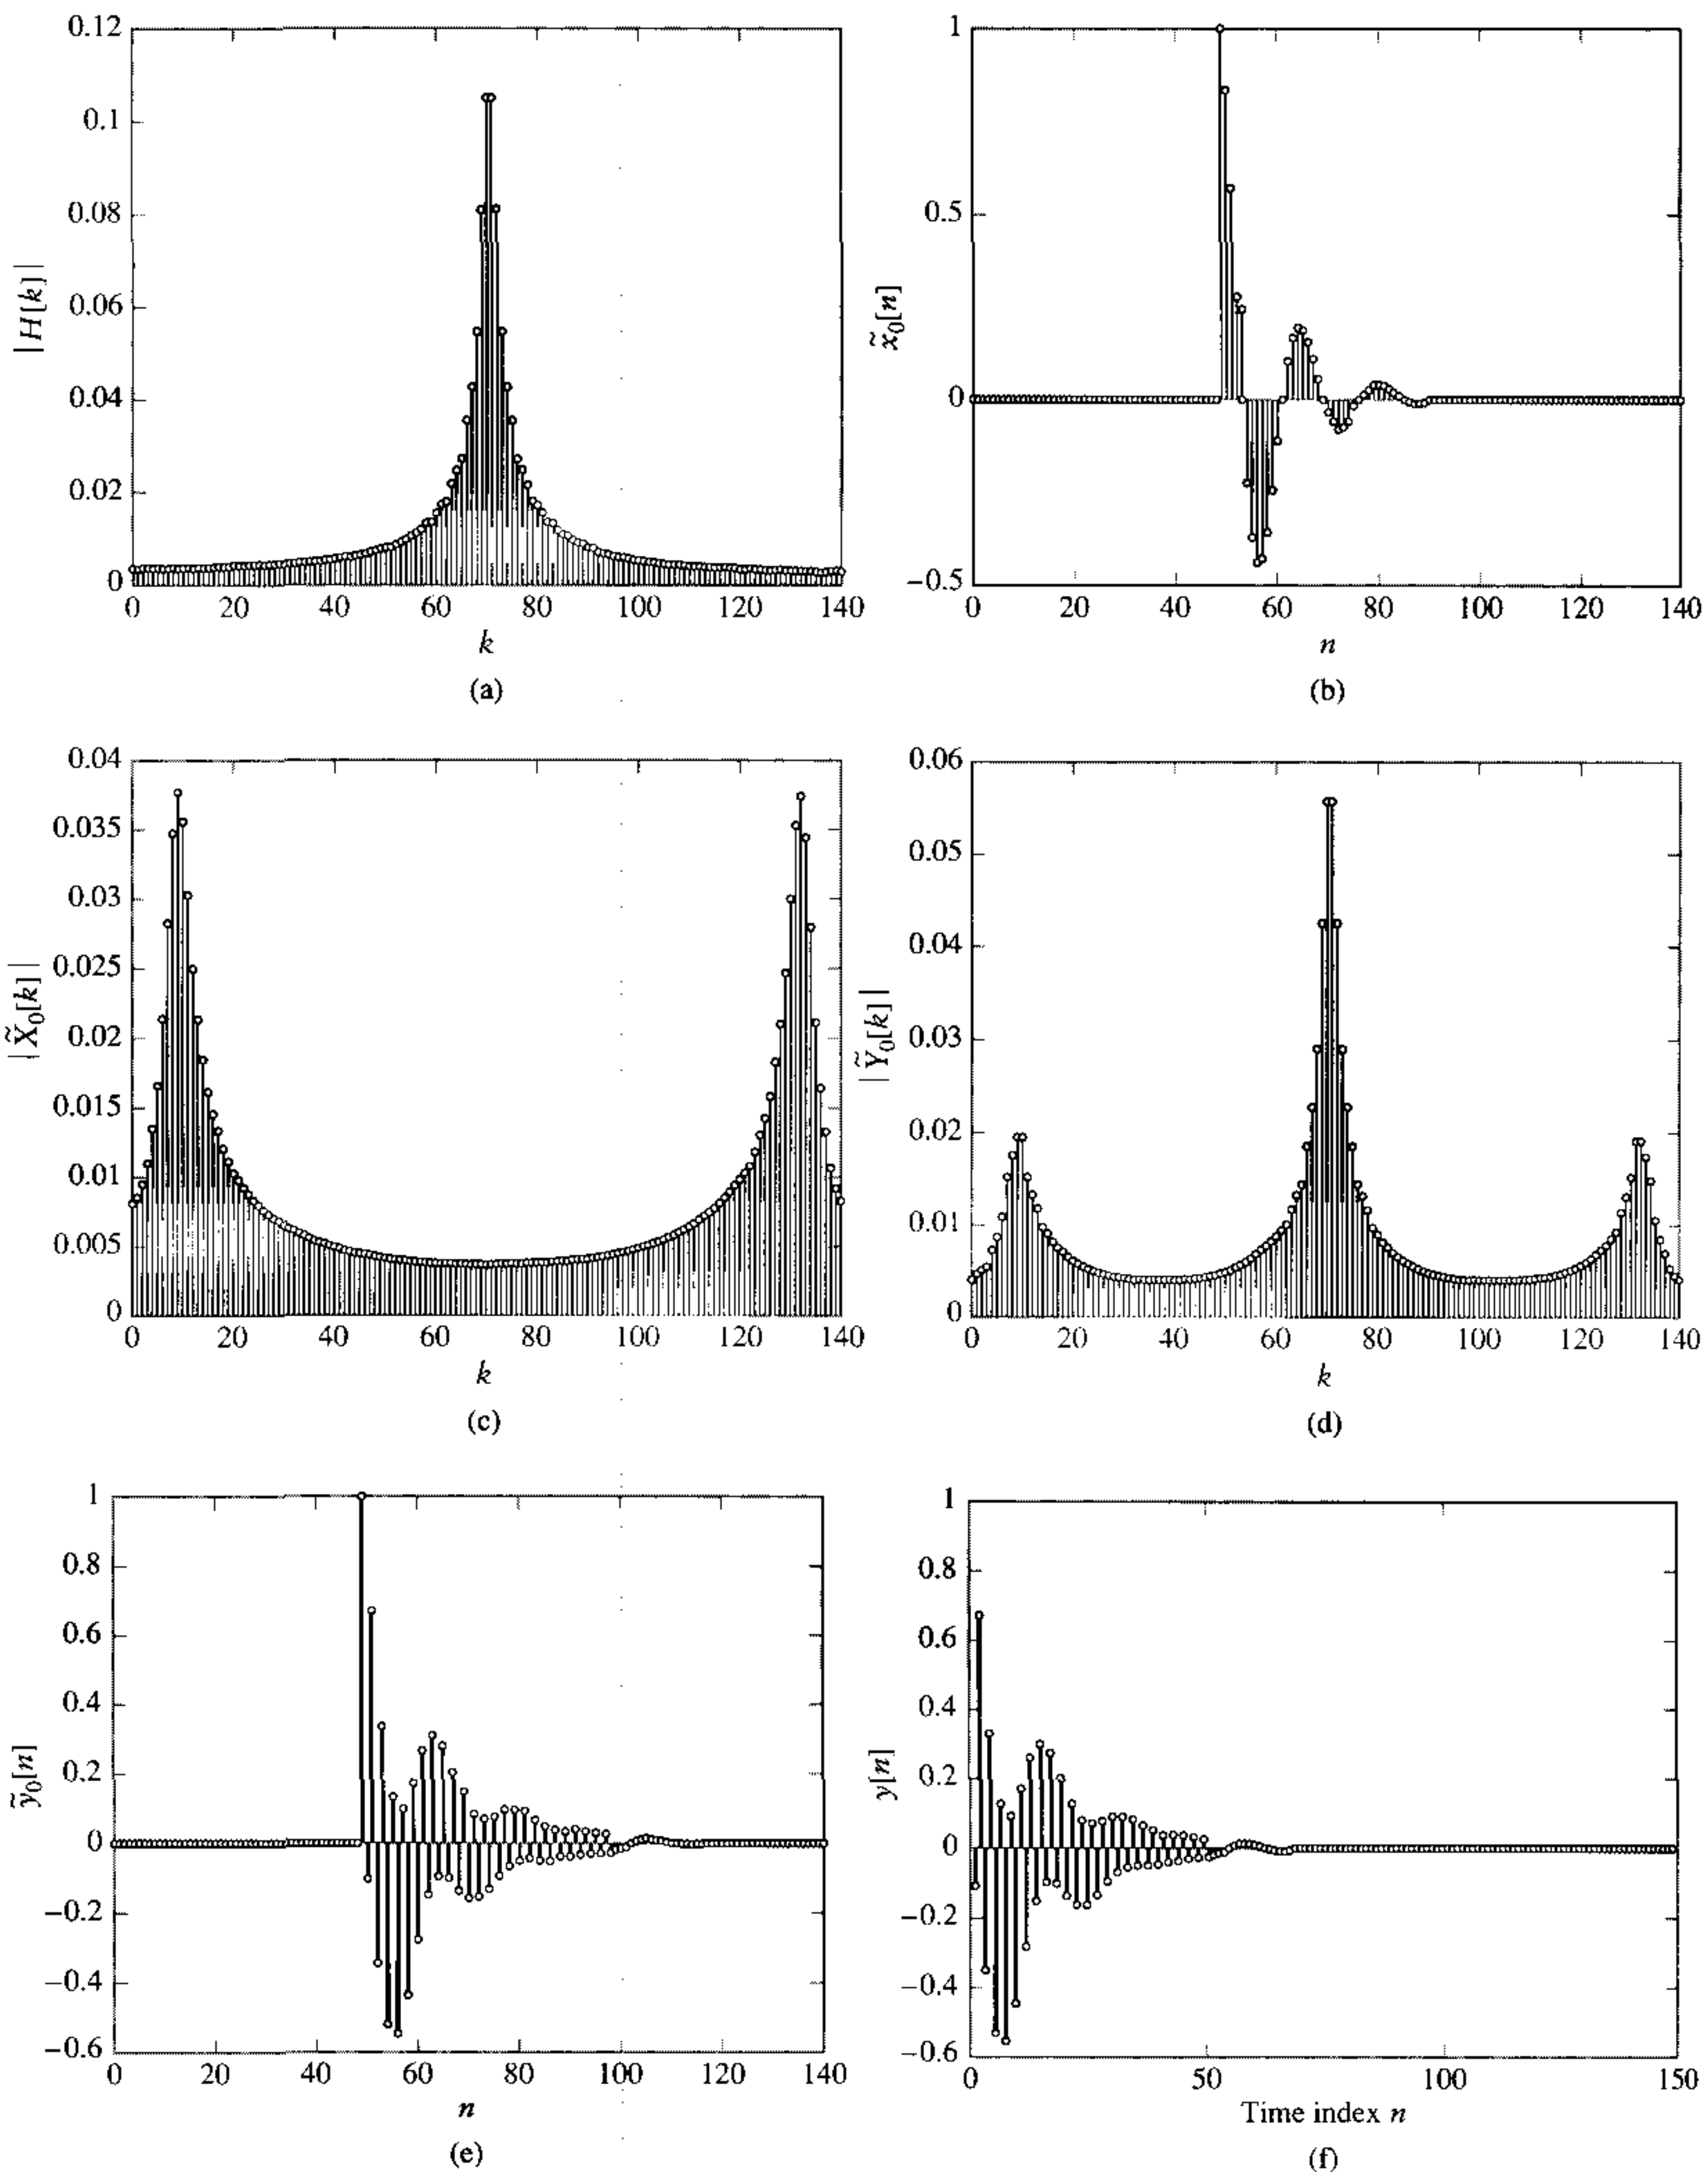 0.12
0.1
0.08
0.06
0.04
0.02
0
|H[k]|
0 20 40 60 80 100 120 140
k
(a)
1
0.5
0
−0.5
x̃₀[n]
0 20 40 60 80 100 120 140
n
(b)
0.04
0.035
0.03
0.025
0.02
0.015
0.01
0.005
0
|X̃₀[k]|
0 20 40 60 80 100 120 140
k
(c)
0.06
0.05
0.04
0.03
0.02
0.01
0
|Ỹ₀[k]|
0 20 40 60 80 100 120 140
k
(d)
1
0.8
0.6
0.4
0.2
0
−0.2
−0.4
−0.6
ỹ₀[n]
0 20 40 60 80 100 120 140
n
(e)
1
0.8
0.6
0.4
0.2
0
−0.2
−0.4
−0.6
y[n]
0 50 100 150
Time index n
(f)